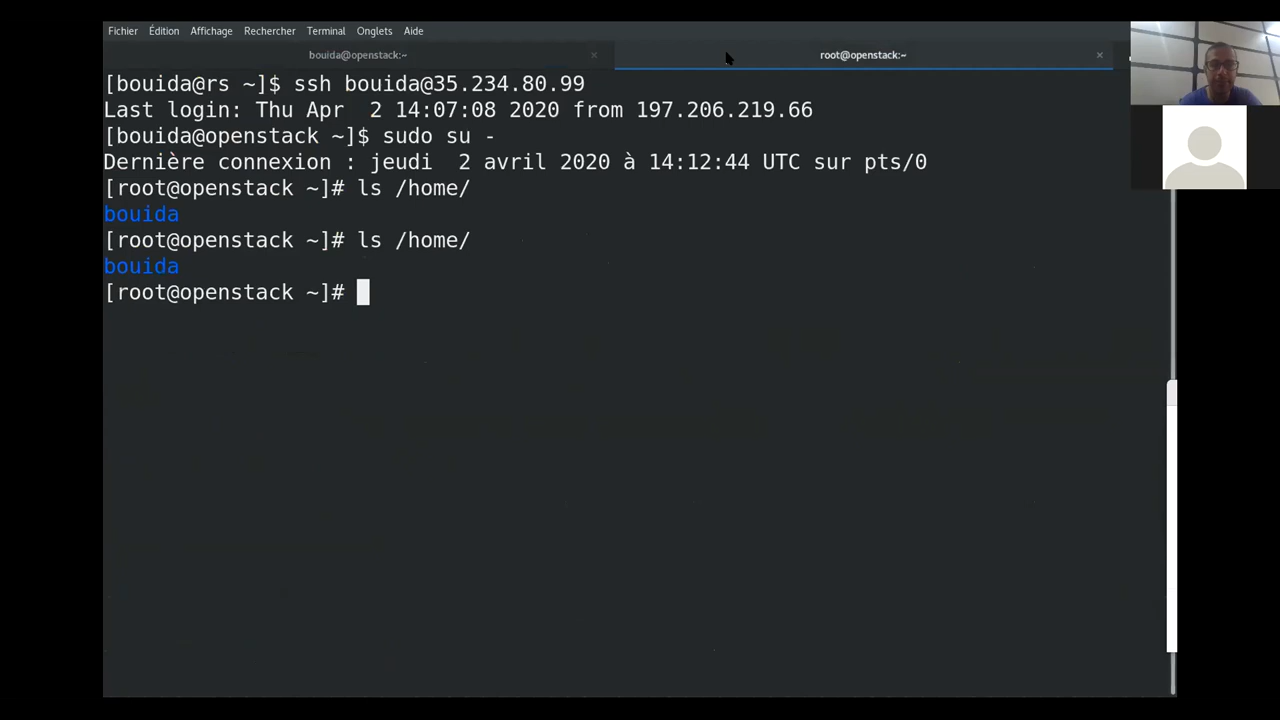 Fichier Édition Affichage Rechercher Terminal Onglets Aide
bouida@openstack:~ × root@openstack:~ ×
[bouida@rs ~]$ ssh bouida@35.234.80.99
Last login: Thu Apr  2 14:07:08 2020 from 197.206.219.66
[bouida@openstack ~]$ sudo su -
Dernière connexion : jeudi  2 avril 2020 à 14:12:44 UTC sur pts/0
[root@openstack ~]# ls /home/
bouida
[root@openstack ~]# ls /home/
bouida
[root@openstack ~]#